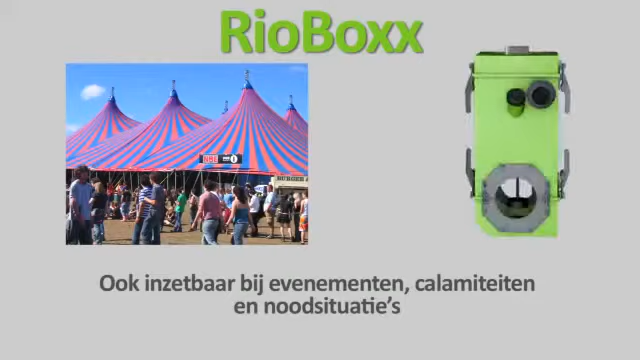 RioBoxx
Ook inzetbaar bij evenementen, calamiteiten
en noodsituatie's